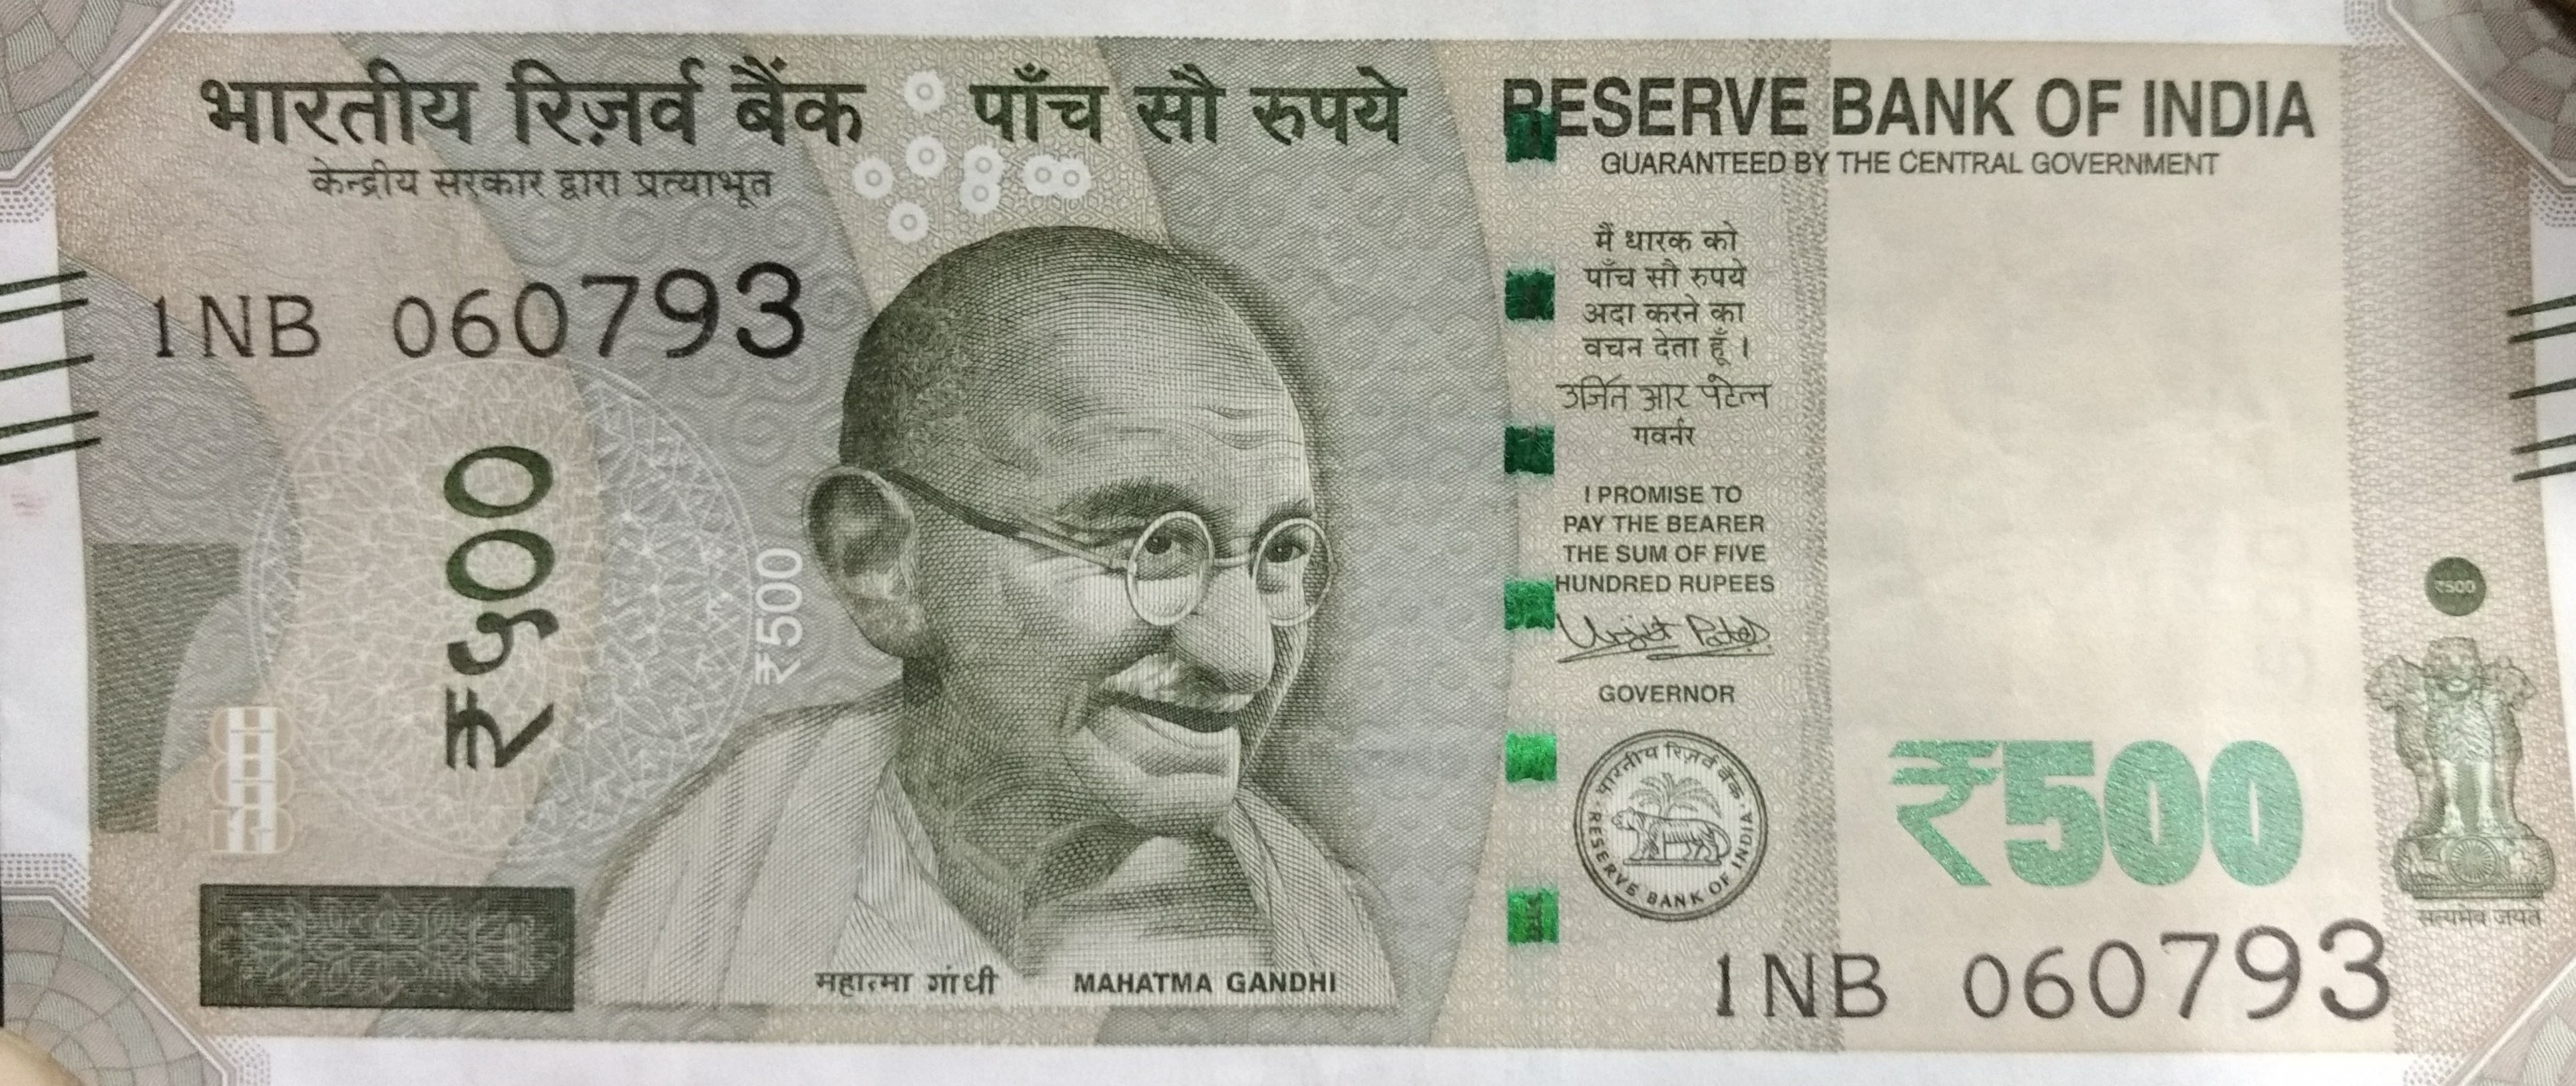 भारतीय रिज़र्व बैंक
केन्द्रीय सरकार द्वारा प्रत्याभूत
पाँच सौ रुपये
RESERVE BANK OF INDIA
GUARANTEED BY THE CENTRAL GOVERNMENT
1NB 060793
₹५००
₹500
मैं धारक को
पाँच सौ रुपये
अदा करने का
वचन देता हूँ ।
उर्जित आर पटेल
गवर्नर
I PROMISE TO
PAY THE BEARER
THE SUM OF FIVE
HUNDRED RUPEES
Urjit Patel
GOVERNOR
भारतीय रिज़र्व बैंक
RESERVE BANK OF INDIA
₹500
₹500
सत्यमेव जयते
महात्मा गांधी
MAHATMA GANDHI
1NB 060793